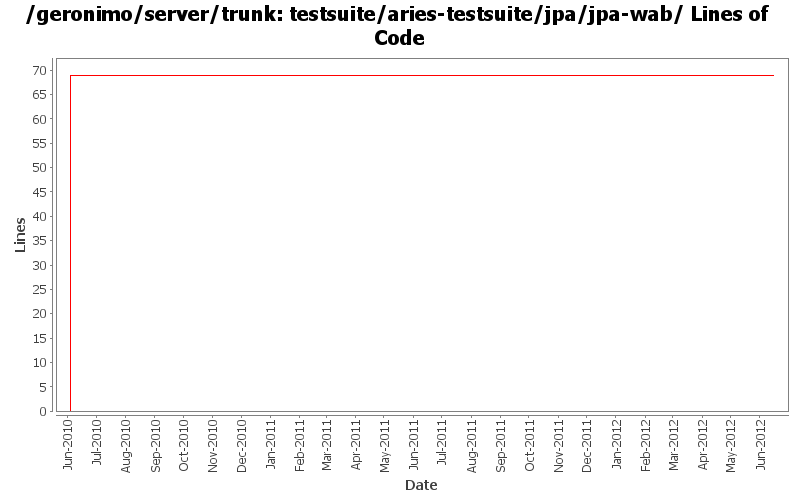 /geronimo/server/trunk: testsuite/aries-testsuite/jpa/jpa-wab/ Lines of
Code
70
65
60
55
50
45
40
35
30
25
20
15
10
5
0
Lines
Jun-2010
Jul-2010
Aug-2010
Sep-2010
Oct-2010
Nov-2010
Dec-2010
Jan-2011
Feb-2011
Mar-2011
Apr-2011
May-2011
Jun-2011
Jul-2011
Aug-2011
Sep-2011
Oct-2011
Nov-2011
Dec-2011
Jan-2012
Feb-2012
Mar-2012
Apr-2012
May-2012
Jun-2012
Date